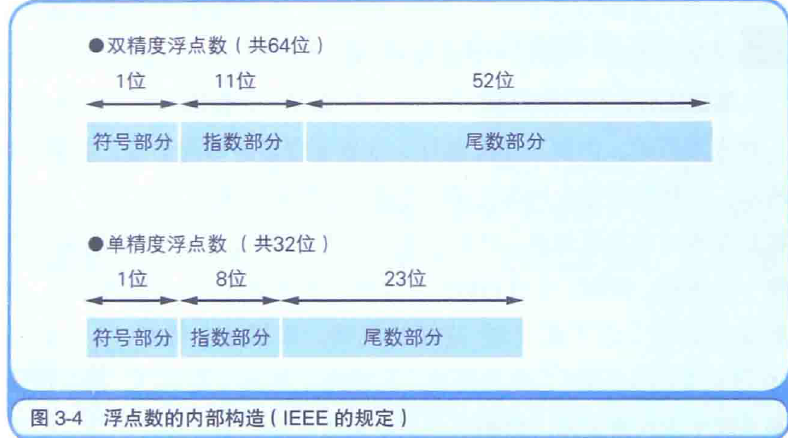 ●双精度浮点数（共64位）
1位 11位 52位
符号部分 指数部分 尾数部分
●单精度浮点数（共32位）
1位 8位 23位
符号部分 指数部分 尾数部分
图 3-4 浮点数的内部构造（IEEE 的规定）